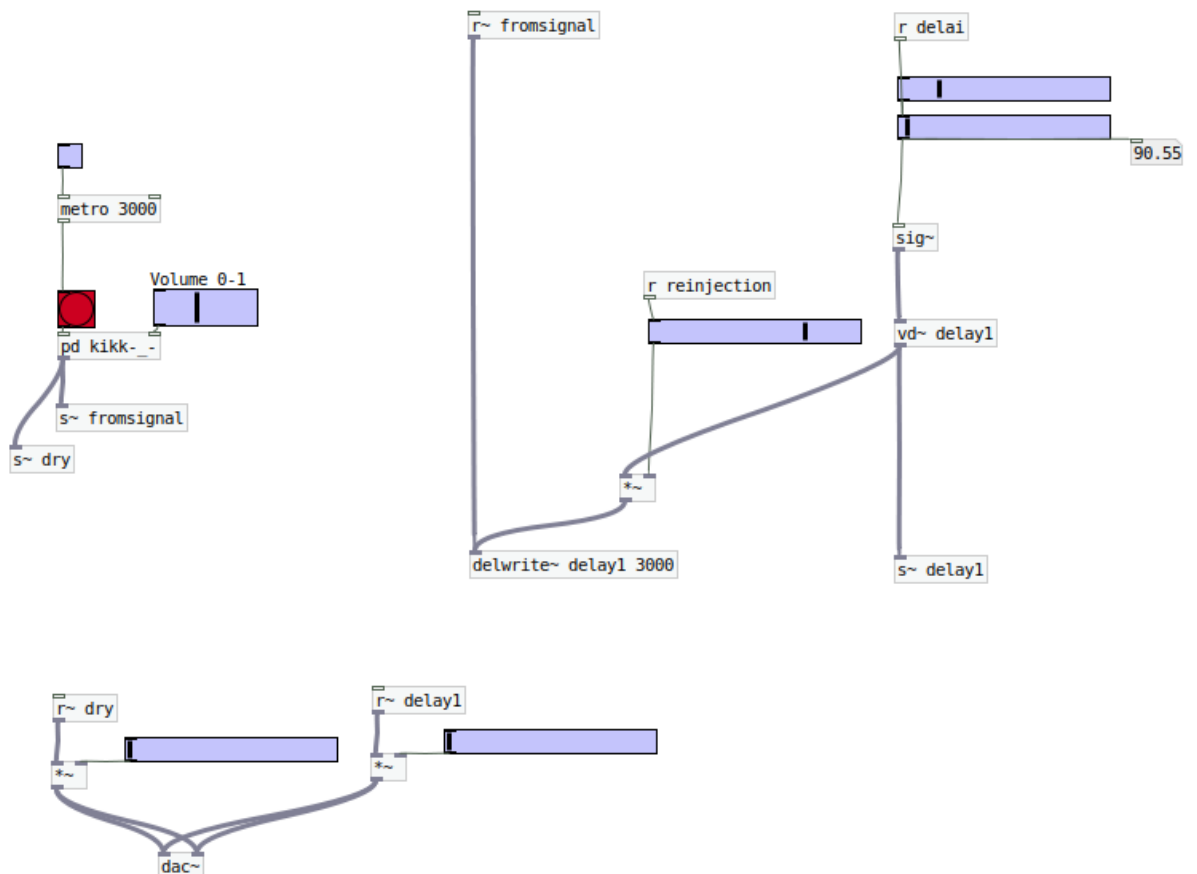 r~ fromsignal
r delai
90.55
metro 3000
sig~
Volume 0-1
r reinjection
vd~ delay1
pd kikk-_-
s~ fromsignal
s~ dry
*~
delwrite~ delay1 3000
s~ delay1
r~ dry
r~ delay1
*~
*~
dac~